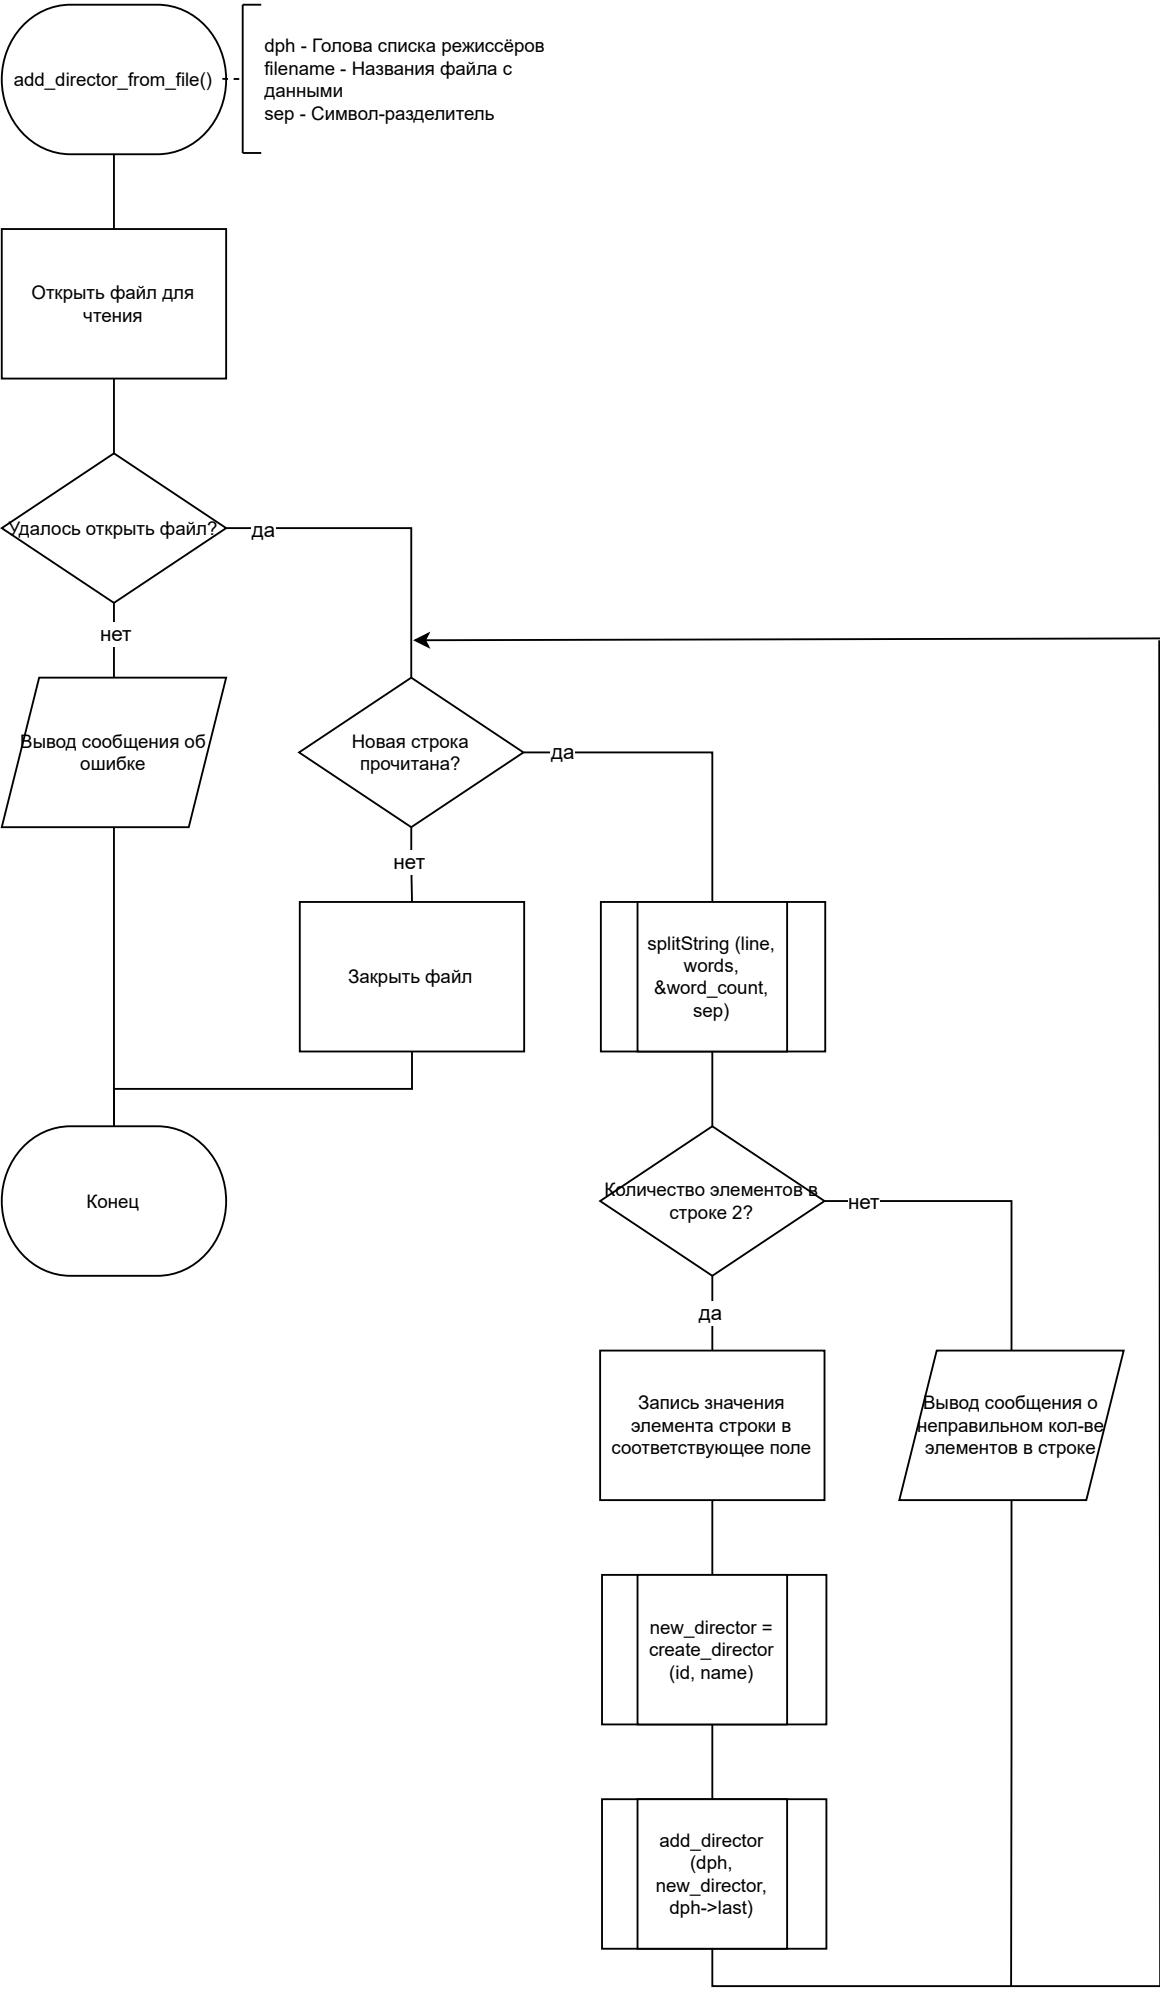 add_director_from_file()
dph - Голова списка режиссёров
filename - Названия файла с
данными
sep - Символ-разделитель
Открыть файл для
чтения
Удалось открыть файл?
да
нет
Вывод сообщения об
ошибке
Новая строка
прочитана?
да
нет
Закрыть файл
splitString (line,
words,
&word_count,
sep)
Конец
Количество элементов в
строке 2?
нет
да
Запись значения
элемента строки в
соответствующее поле
Вывод сообщения о
неправильном кол-ве
элементов в строке
new_director =
create_director
(id, name)
add_director
(dph,
new_director,
dph->last)